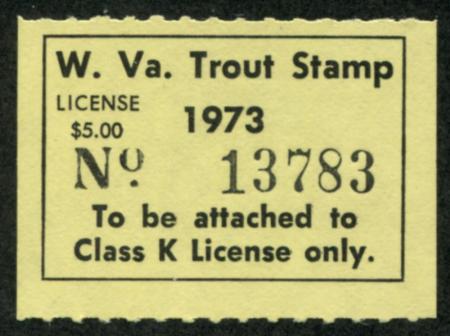 W. Va. Trout Stamp
LICENSE
$5.00
1973
No. 13783
To be attached to
Class K License only.